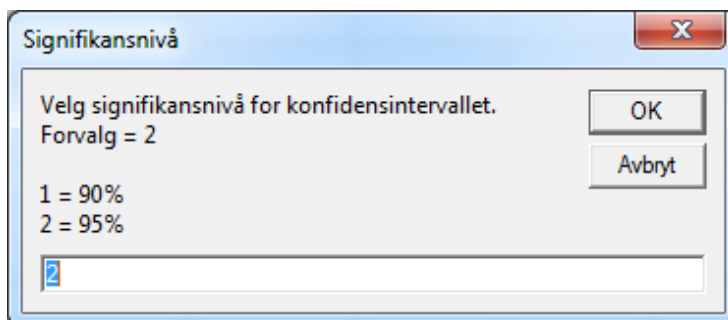 Signifikansnivå
Velg signifikansnivå for konfidensintervallet.
Forvalg = 2
1 = 90%
2 = 95%
OK
Avbryt
2